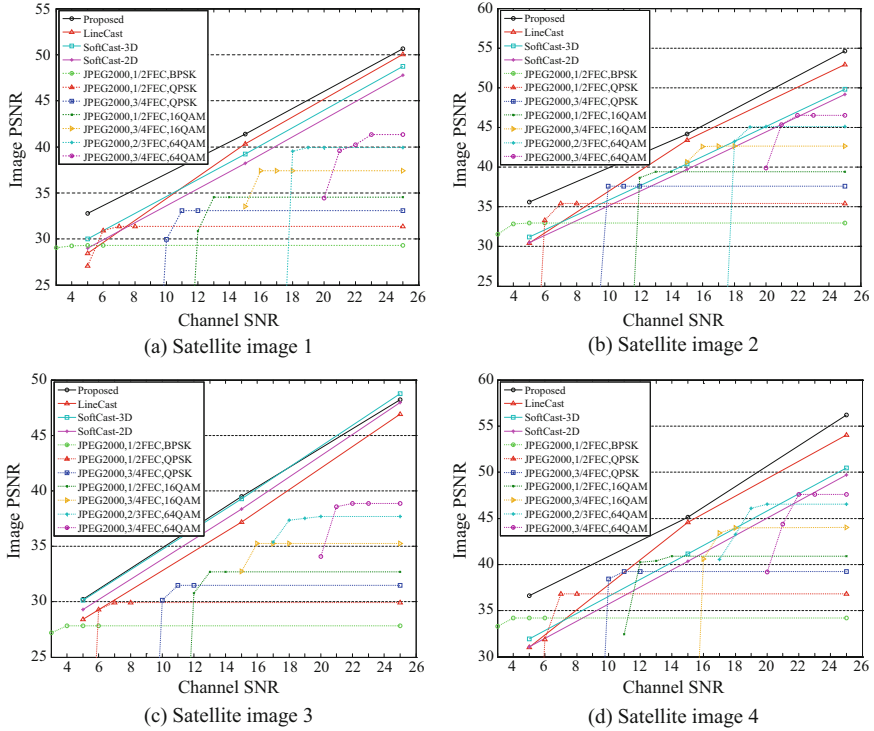 55
50
45
40
35
30
25
Image PSNR
Proposed
LineCast
SoftCast-3D
SoftCast-2D
JPEG2000,1/2FEC,BPSK
JPEG2000,1/2FEC,QPSK
JPEG2000,3/4FEC,QPSK
JPEG2000,1/2FEC,16QAM
JPEG2000,3/4FEC,16QAM
JPEG2000,2/3FEC,64QAM
JPEG2000,3/4FEC,64QAM
4 6 8 10 12 14 16 18 20 22 24 26
Channel SNR
(a) Satellite image 1
60
55
50
45
40
35
30
25
Image PSNR
Proposed
LineCast
SoftCast-3D
SoftCast-2D
JPEG2000,1/2FEC,BPSK
JPEG2000,1/2FEC,QPSK
JPEG2000,3/4FEC,QPSK
JPEG2000,1/2FEC,16QAM
JPEG2000,3/4FEC,16QAM
JPEG2000,2/3FEC,64QAM
JPEG2000,3/4FEC,64QAM
4 6 8 10 12 14 16 18 20 22 24 26
Channel SNR
(b) Satellite image 2
50
45
40
35
30
25
Image PSNR
Proposed
LineCast
SoftCast-3D
SoftCast-2D
JPEG2000,1/2FEC,BPSK
JPEG2000,1/2FEC,QPSK
JPEG2000,3/4FEC,QPSK
JPEG2000,1/2FEC,16QAM
JPEG2000,3/4FEC,16QAM
JPEG2000,2/3FEC,64QAM
JPEG2000,3/4FEC,64QAM
4 6 8 10 12 14 16 18 20 22 24 26
Channel SNR
(c) Satellite image 3
60
55
50
45
40
35
30
Image PSNR
Proposed
LineCast
SoftCast-3D
SoftCast-2D
JPEG2000,1/2FEC,BPSK
JPEG2000,1/2FEC,QPSK
JPEG2000,3/4FEC,QPSK
JPEG2000,1/2FEC,16QAM
JPEG2000,3/4FEC,16QAM
JPEG2000,2/3FEC,64QAM
JPEG2000,3/4FEC,64QAM
4 6 8 10 12 14 16 18 20 22 24 26
Channel SNR
(d) Satellite image 4